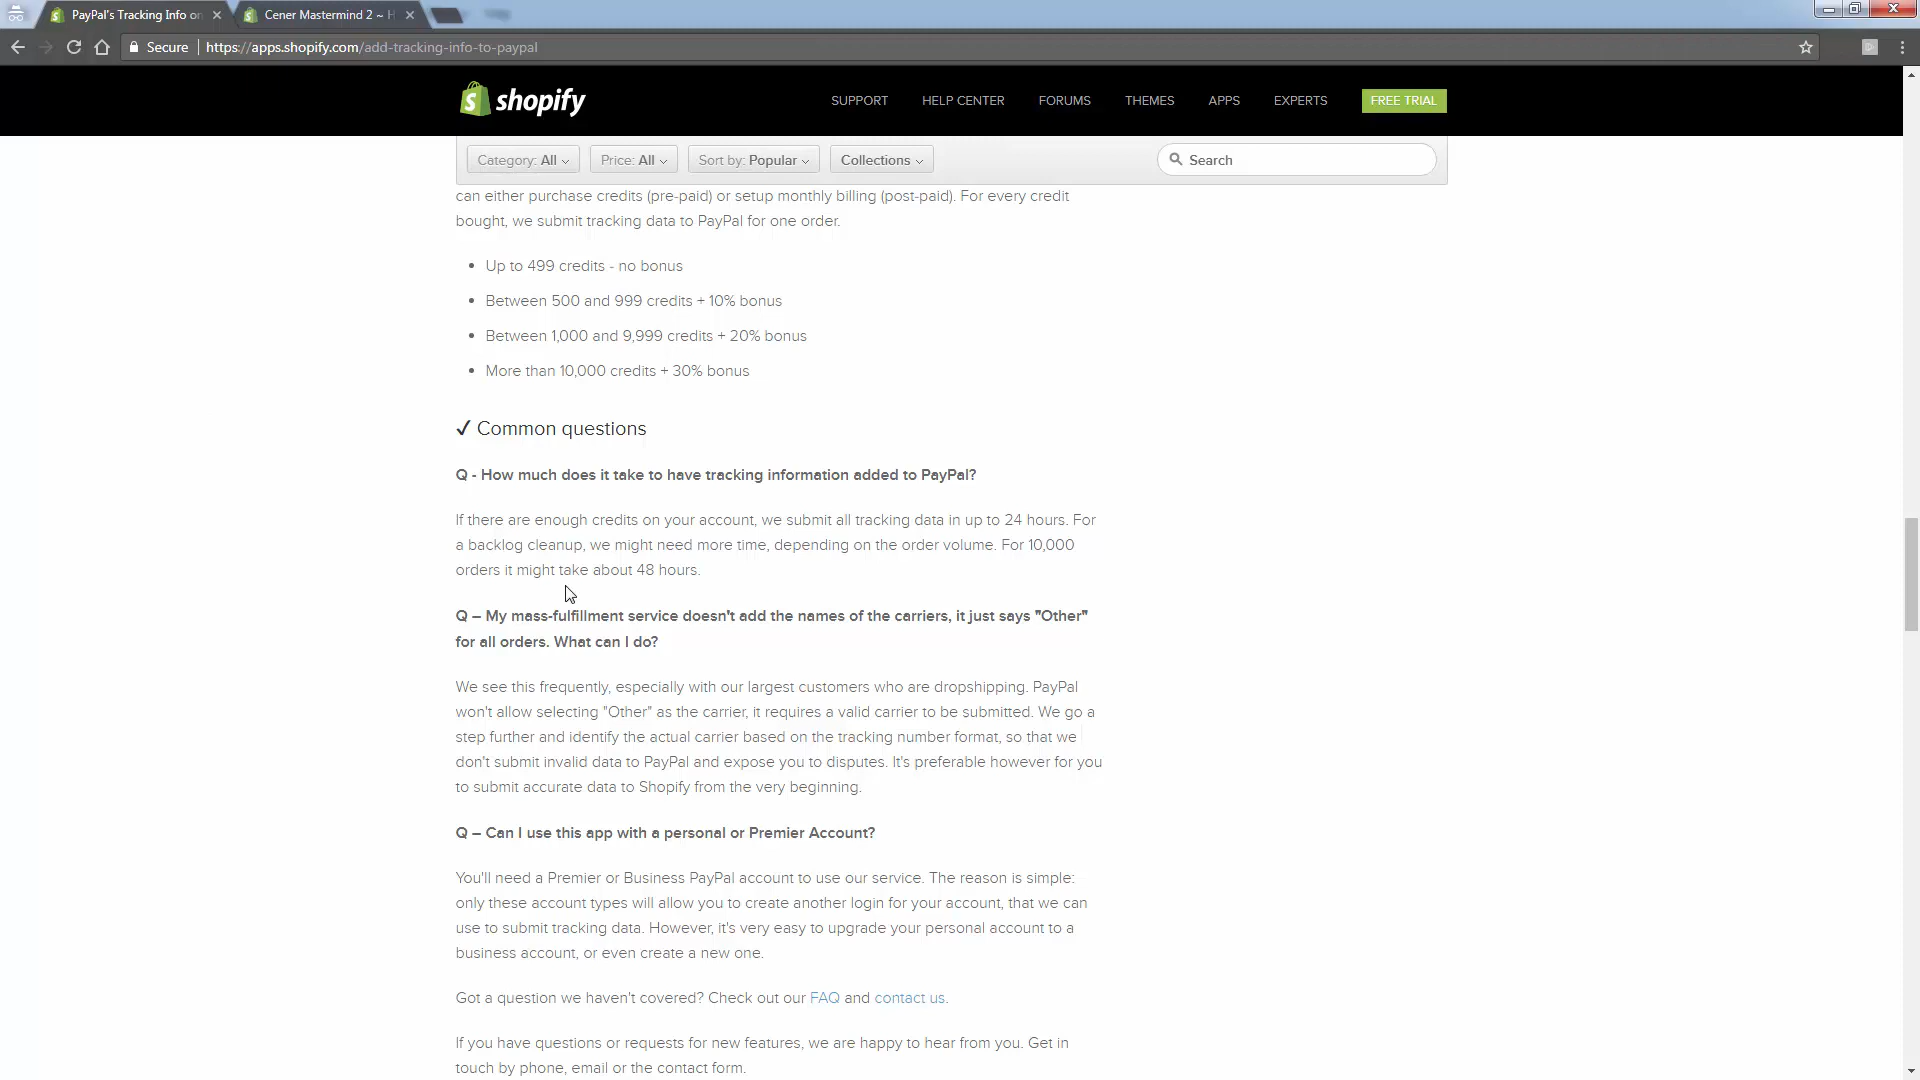 PayPal's Tracking Info on
Cener Mastermind 2 ~ H
Secure https://apps.shopify.com/add-tracking-info-to-paypal
shopify
SUPPORT HELP CENTER FORUMS THEMES APPS EXPERTS FREE TRIAL
Category: All Price: All Sort by: Popular Collections Search
can either purchase credits (pre-paid) or setup monthly billing (post-paid). For every credit
bought, we submit tracking data to PayPal for one order.
• Up to 499 credits - no bonus
• Between 500 and 999 credits + 10% bonus
• Between 1,000 and 9,999 credits + 20% bonus
• More than 10,000 credits + 30% bonus
✓ Common questions
Q - How much does it take to have tracking information added to PayPal?
If there are enough credits on your account, we submit all tracking data in up to 24 hours. For
a backlog cleanup, we might need more time, depending on the order volume. For 10,000
orders it might take about 48 hours.
Q – My mass-fulfillment service doesn't add the names of the carriers, it just says "Other"
for all orders. What can I do?
We see this frequently, especially with our largest customers who are dropshipping. PayPal
won't allow selecting "Other" as the carrier, it requires a valid carrier to be submitted. We go a
step further and identify the actual carrier based on the tracking number format, so that we
don't submit invalid data to PayPal and expose you to disputes. It's preferable however for you
to submit accurate data to Shopify from the very beginning.
Q – Can I use this app with a personal or Premier Account?
You'll need a Premier or Business PayPal account to use our service. The reason is simple:
only these account types will allow you to create another login for your account, that we can
use to submit tracking data. However, it's very easy to upgrade your personal account to a
business account, or even create a new one.
Got a question we haven't covered? Check out our FAQ and contact us.
If you have questions or requests for new features, we are happy to hear from you. Get in
touch by phone, email or the contact form.